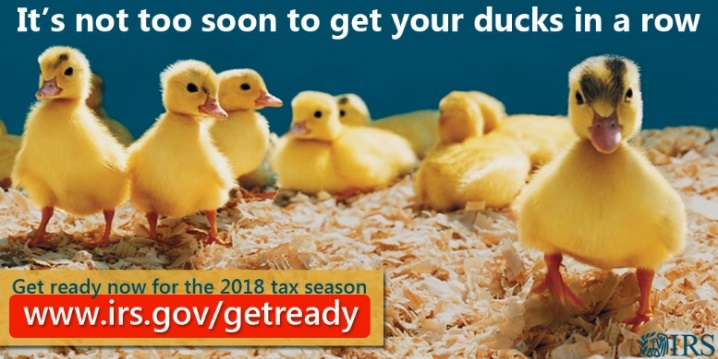 It's not too soon to get your ducks in a row
Get ready now for the 2018 tax season
www.irs.gov/getready
IRS